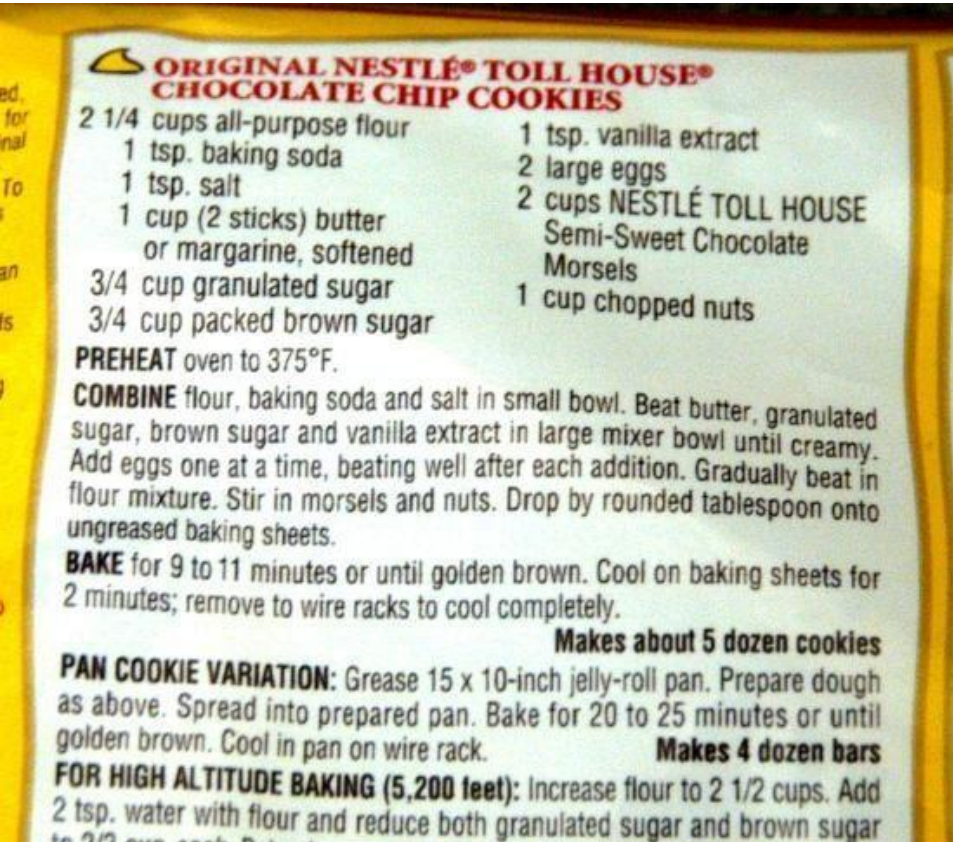 ed,
for
nal
To
an
ORIGINAL NESTLÉ® TOLL HOUSE®
CHOCOLATE CHIP COOKIES
2 1/4 cups all-purpose flour
1 tsp. baking soda
1 tsp. salt
1 cup (2 sticks) butter
or margarine, softened
3/4 cup granulated sugar
3/4 cup packed brown sugar
1 tsp. vanilla extract
2 large eggs
2 cups NESTLÉ TOLL HOUSE
Semi-Sweet Chocolate
Morsels
1 cup chopped nuts
PREHEAT oven to 375°F.
COMBINE flour, baking soda and salt in small bowl. Beat butter, granulated
sugar, brown sugar and vanilla extract in large mixer bowl until creamy.
Add eggs one at a time, beating well after each addition. Gradually beat in
flour mixture. Stir in morsels and nuts. Drop by rounded tablespoon onto
ungreased baking sheets.
BAKE for 9 to 11 minutes or until golden brown. Cool on baking sheets for
2 minutes; remove to wire racks to cool completely.
Makes about 5 dozen cookies
PAN COOKIE VARIATION: Grease 15 x 10-inch jelly-roll pan. Prepare dough
as above. Spread into prepared pan. Bake for 20 to 25 minutes or until
golden brown. Cool in pan on wire rack. Makes 4 dozen bars
FOR HIGH ALTITUDE BAKING (5,200 feet): Increase flour to 2 1/2 cups. Add
2 tsp. water with flour and reduce both granulated sugar and brown sugar